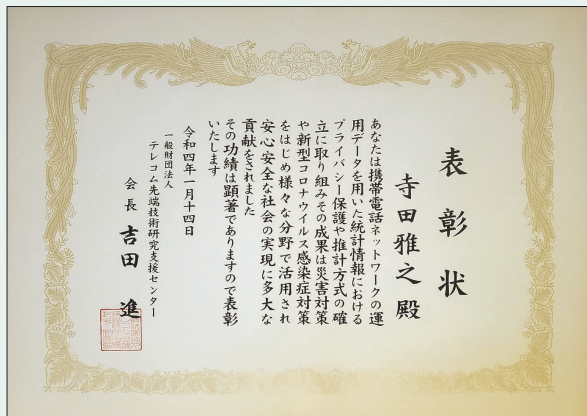 表彰状
寺田雅之 殿
あなたは携帯電話ネットワークの運
用データを用いた統計情報における
プライバシー保護や推計方式の確
立に取り組みその成果は災害対策
や新型コロナウイルス感染症対策
をはじめ様々な分野で活用され
安心安全な社会の実現に多大な
貢献をされました
その功績は顕著でありますので表彰
いたします
令和四年一月十四日
一般財団法人
テレコム先端技術研究支援センター
会長 吉田 進